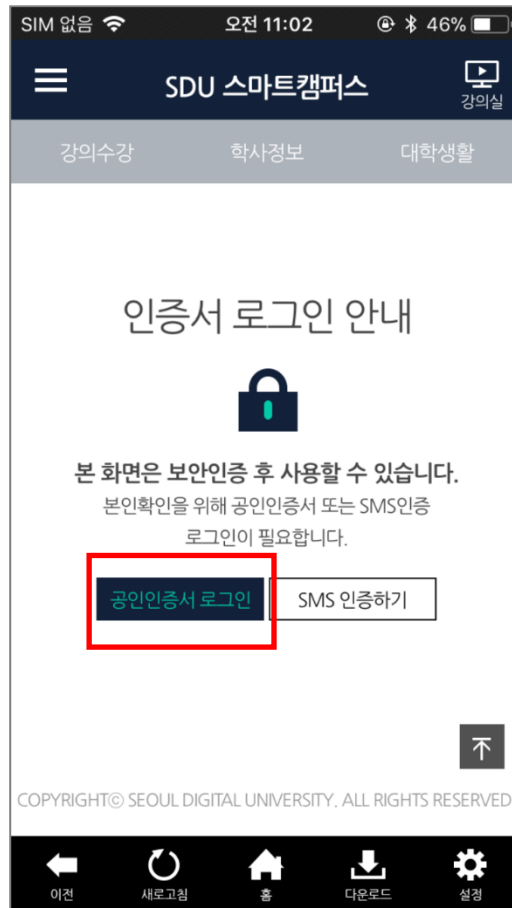 SIM 없음 오전 11:02 46%
SDU 스마트캠퍼스
강의실
강의수강 학사정보 대학생활
인증서 로그인 안내
본 화면은 보안인증 후 사용할 수 있습니다.
본인확인을 위해 공인인증서 또는 SMS인증
로그인이 필요합니다.
공인인증서 로그인 SMS 인증하기
COPYRIGHTⓒ SEOUL DIGITAL UNIVERSITY. ALL RIGHTS RESERVED
이전 새로고침 홈 다운로드 설정